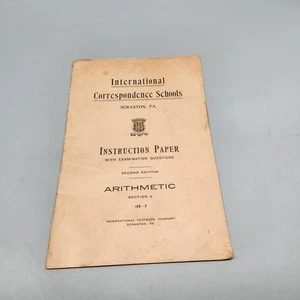 International
Correspondence Schools
SCRANTON, PA.
INSTRUCTION PAPER
WITH EXAMINATION QUESTIONS
SECOND EDITION
ARITHMETIC
SECTION
INTERNATIONAL TEXTBOOK COMPANY
SCRANTON, PA.